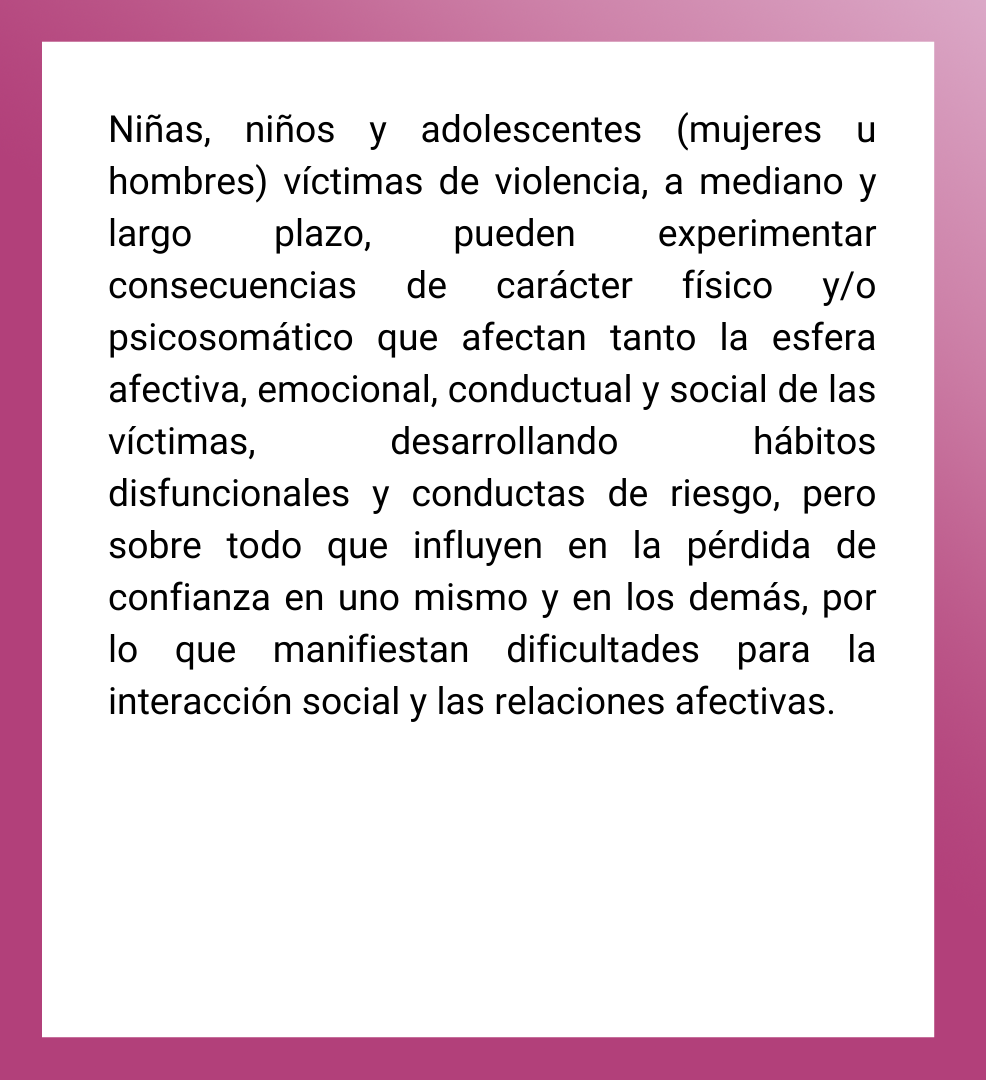 Niñas, niños y adolescentes (mujeres u
hombres) víctimas de violencia, a mediano y
largo plazo, pueden experimentar
consecuencias de carácter físico y/o
psicosomático que afectan tanto la esfera
afectiva, emocional, conductual y social de las
víctimas, desarrollando hábitos
disfuncionales y conductas de riesgo, pero
sobre todo que influyen en la pérdida de
confianza en uno mismo y en los demás, por
lo que manifiestan dificultades para la
interacción social y las relaciones afectivas.